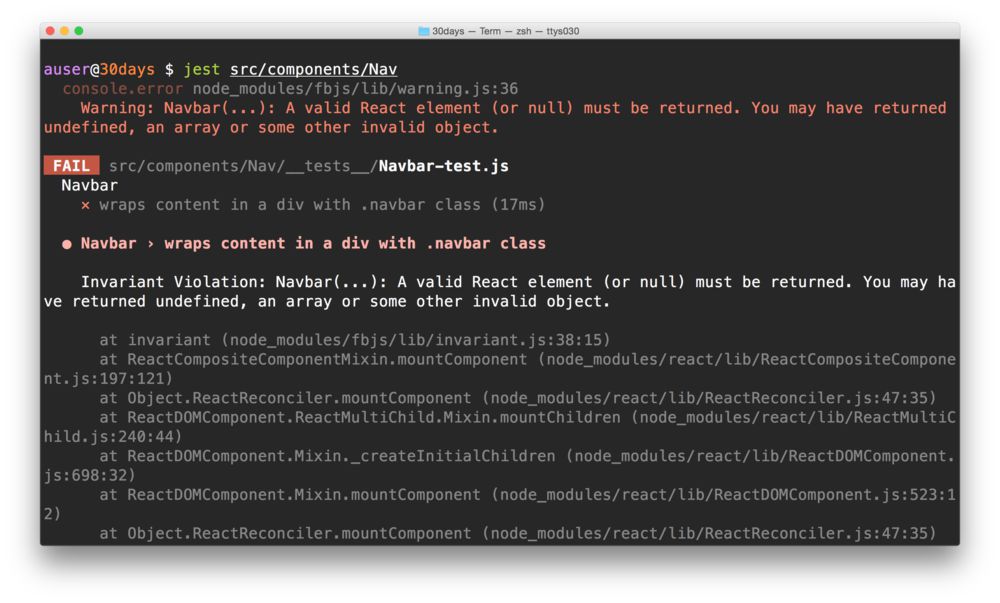 30days — Term — zsh — ttys030
auser@30days $ jest src/components/Nav
console.error node_modules/fbjs/lib/warning.js:36
Warning: Navbar(...): A valid React element (or null) must be returned. You may have returned
undefined, an array or some other invalid object.
FAIL src/components/Nav/__tests__/Navbar-test.js
Navbar
× wraps content in a div with .navbar class (17ms)
● Navbar › wraps content in a div with .navbar class
Invariant Violation: Navbar(...): A valid React element (or null) must be returned. You may ha
ve returned undefined, an array or some other invalid object.
at invariant (node_modules/fbjs/lib/invariant.js:38:15)
at ReactCompositeComponentMixin.mountComponent (node_modules/react/lib/ReactCompositeCompone
nt.js:197:121)
at Object.ReactReconciler.mountComponent (node_modules/react/lib/ReactReconciler.js:47:35)
at ReactDOMComponent.ReactMultiChild.Mixin.mountChildren (node_modules/react/lib/ReactMultiC
hild.js:240:44)
at ReactDOMComponent.Mixin._createInitialChildren (node_modules/react/lib/ReactDOMComponent.
js:698:32)
at ReactDOMComponent.Mixin.mountComponent (node_modules/react/lib/ReactDOMComponent.js:523:1
2)
at Object.ReactReconciler.mountComponent (node_modules/react/lib/ReactReconciler.js:47:35)